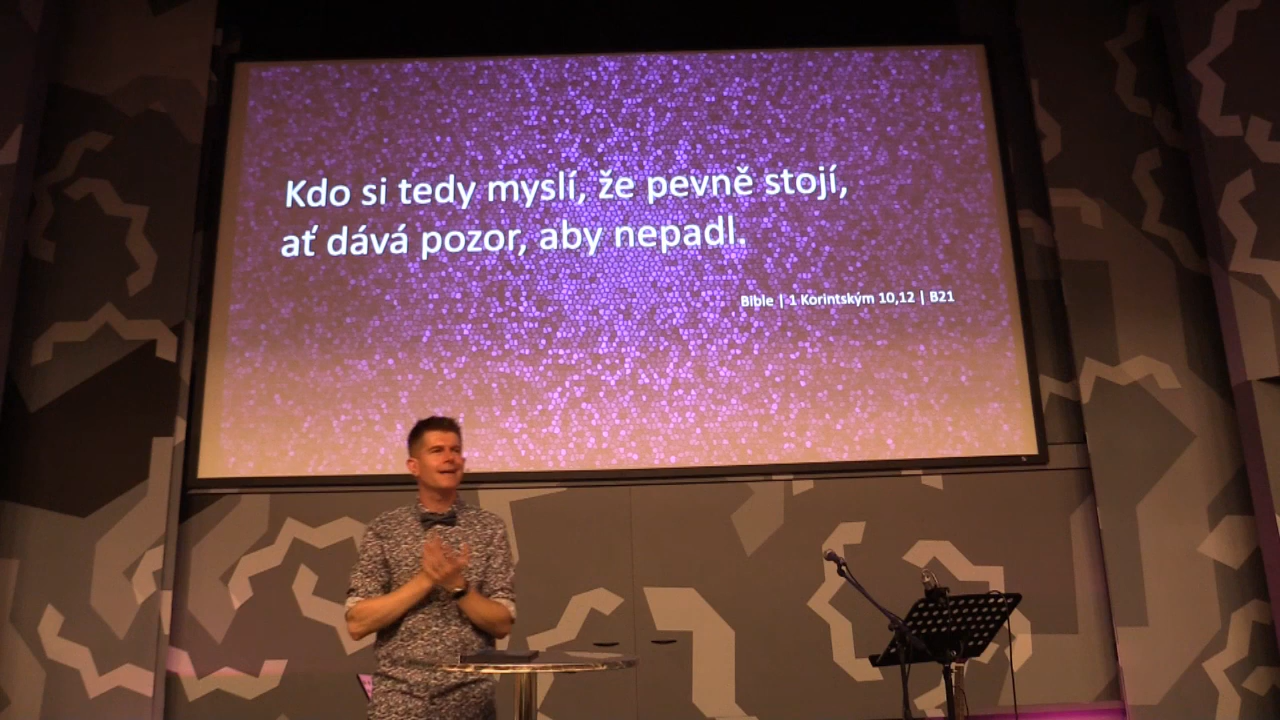 Kdo si tedy myslí, že pevně stojí,
ať dává pozor, aby nepadl.
Bible | 1 Korintským 10,12 | B21